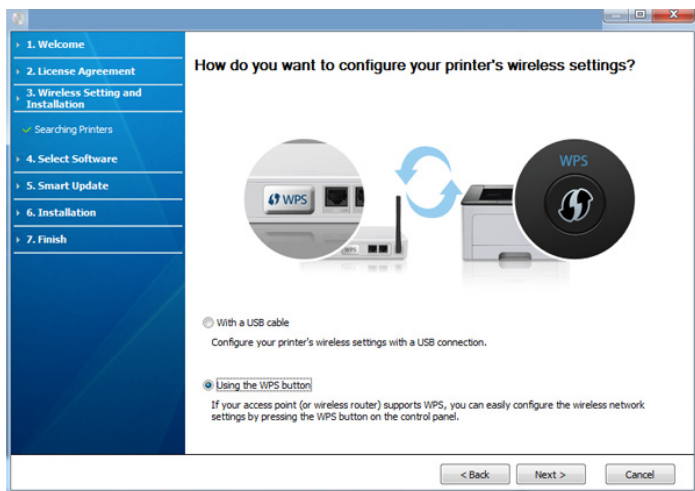 1. Welcome
2. License Agreement
3. Wireless Setting and
Installation
Searching Printers
4. Select Software
5. Smart Update
6. Installation
7. Finish
How do you want to configure your printer's wireless settings?
WPS
WPS
WPS
With a USB cable
Configure your printer's wireless settings with a USB connection.
Using the WPS button
If your access point (or wireless router) supports WPS, you can easily configure the wireless network
settings by pressing the WPS button on the control panel.
< Back
Next >
Cancel